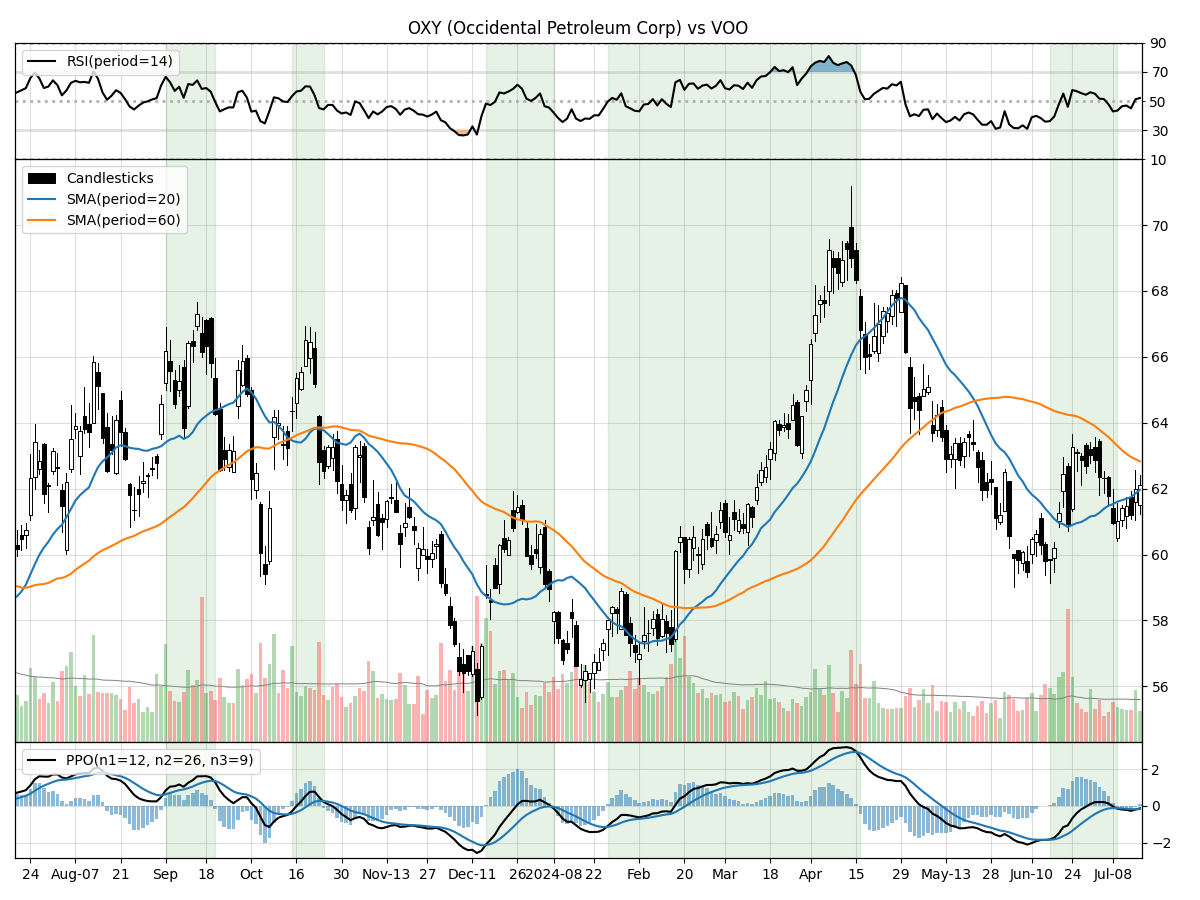 OXY (Occidental Petroleum Corp) vs VOO
RSI(period=14)
90
70
50
30
10
Candlesticks
SMA(period=20)
SMA(period=60)
70
68
66
64
62
60
58
56
PPO(n1=12, n2=26, n3=9)
2
0
−2
24 Aug-07 21 Sep 18 Oct 16 30 Nov-13 27 Dec-11 26 2024-08 22 Feb 20 Mar 18 Apr 15 29 May-13 28 Jun-10 24 Jul-08